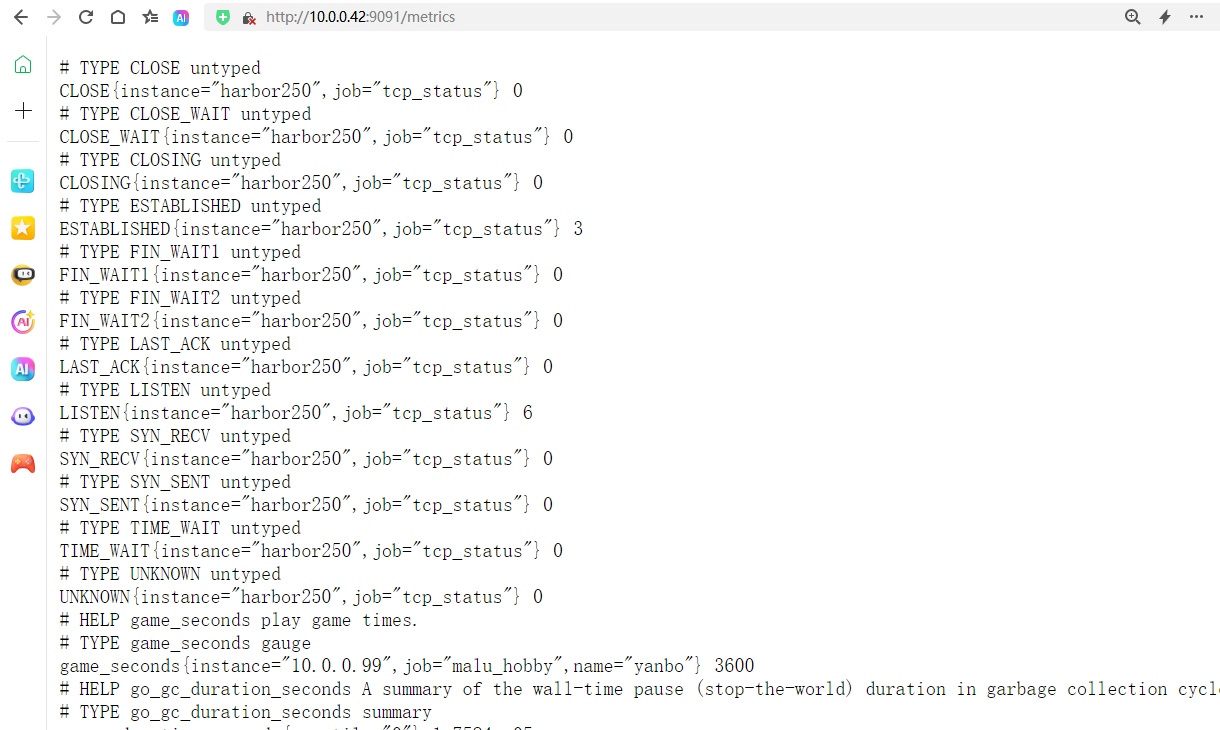 http://10.0.0.42:9091/metrics
# TYPE CLOSE untyped
CLOSE{instance="harbor250",job="tcp_status"} 0
# TYPE CLOSE_WAIT untyped
CLOSE_WAIT{instance="harbor250",job="tcp_status"} 0
# TYPE CLOSING untyped
CLOSING{instance="harbor250",job="tcp_status"} 0
# TYPE ESTABLISHED untyped
ESTABLISHED{instance="harbor250",job="tcp_status"} 3
# TYPE FIN_WAIT1 untyped
FIN_WAIT1{instance="harbor250",job="tcp_status"} 0
# TYPE FIN_WAIT2 untyped
FIN_WAIT2{instance="harbor250",job="tcp_status"} 0
# TYPE LAST_ACK untyped
LAST_ACK{instance="harbor250",job="tcp_status"} 0
# TYPE LISTEN untyped
LISTEN{instance="harbor250",job="tcp_status"} 6
# TYPE SYN_RECV untyped
SYN_RECV{instance="harbor250",job="tcp_status"} 0
# TYPE SYN_SENT untyped
SYN_SENT{instance="harbor250",job="tcp_status"} 0
# TYPE TIME_WAIT untyped
TIME_WAIT{instance="harbor250",job="tcp_status"} 0
# TYPE UNKNOWN untyped
UNKNOWN{instance="harbor250",job="tcp_status"} 0
# HELP game_seconds play game times.
# TYPE game_seconds gauge
game_seconds{instance="10.0.0.99",job="malu_hobby",name="yanbo"} 3600
# HELP go_gc_duration_seconds A summary of the wall-time pause (stop-the-world) duration in garbage collection
# TYPE go_gc_duration_seconds summary